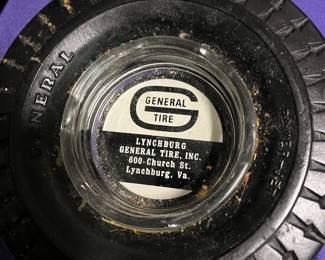 GENERAL
GENERAL
TIRE
LYNCHBURG
GENERAL TIRE, INC.
600-Church St.
Lynchburg, Va.